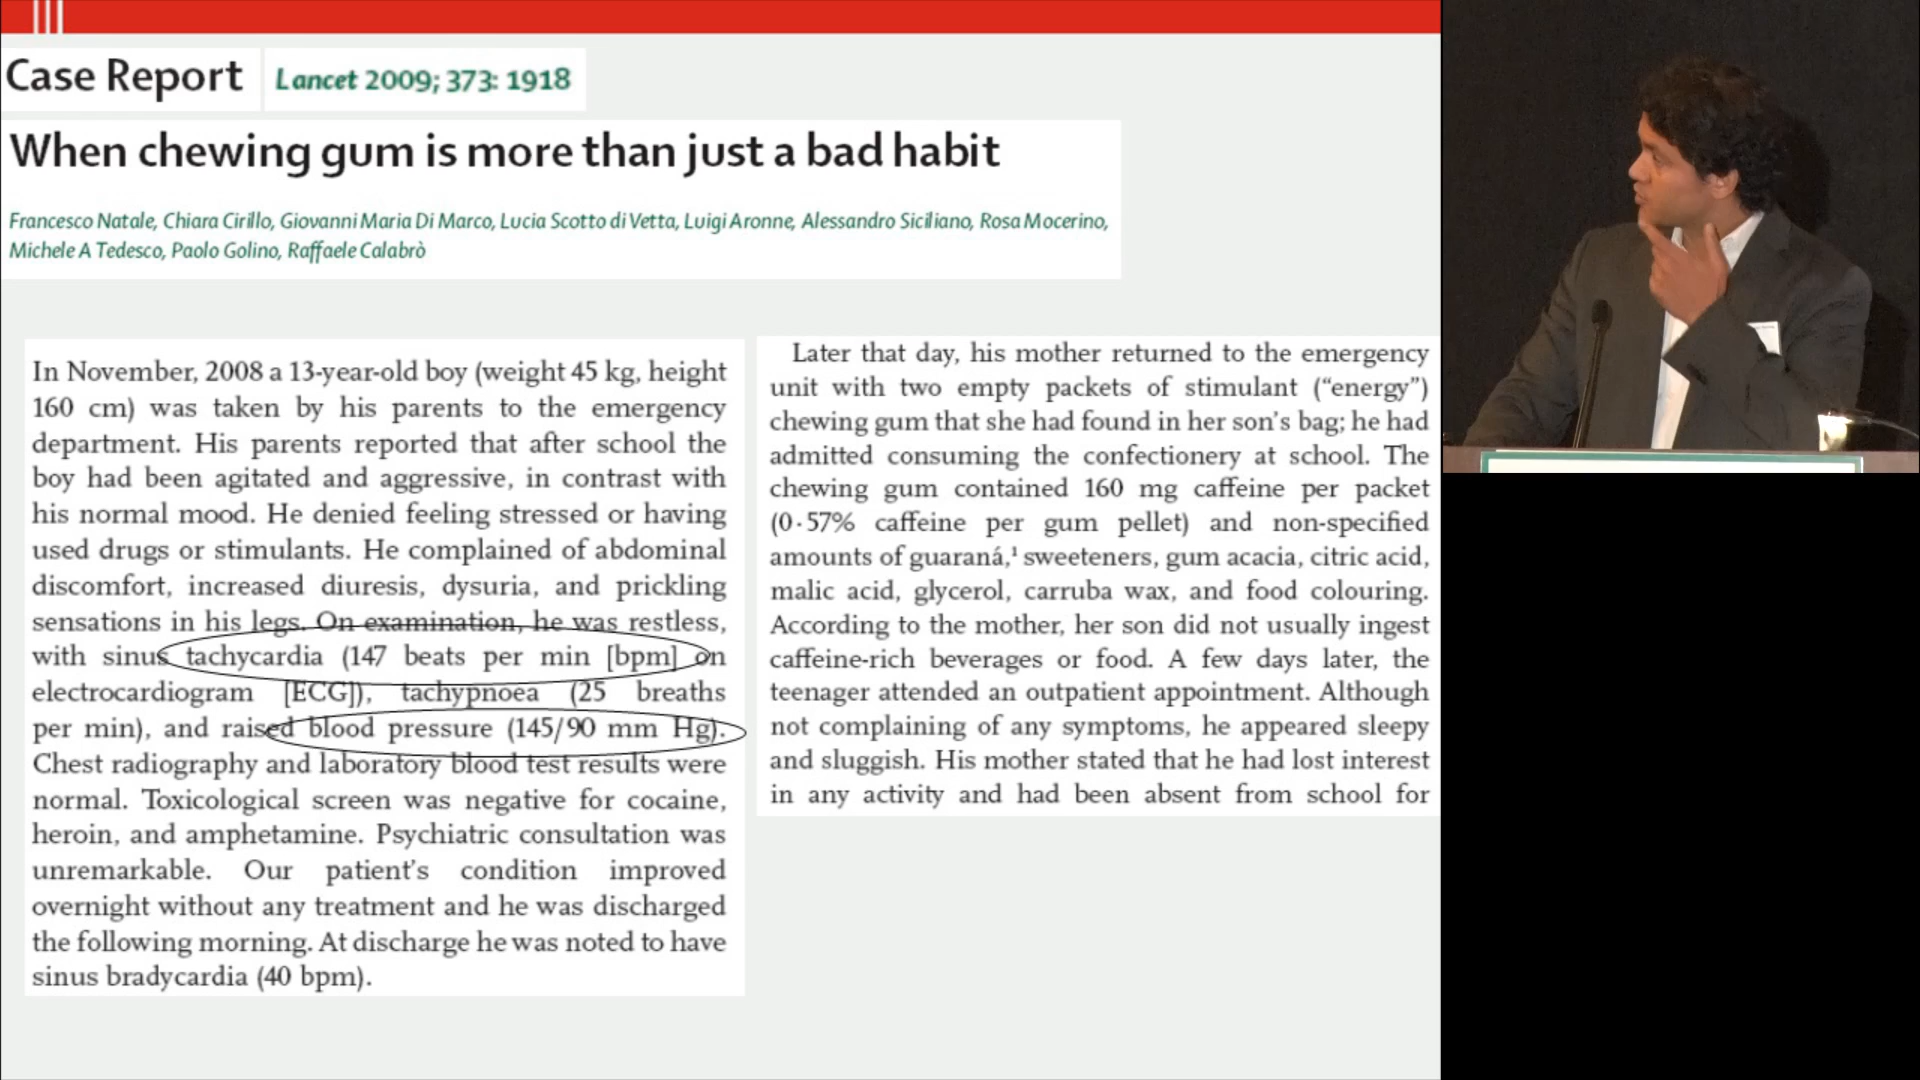 Case Report
Lancet 2009; 373: 1918
When chewing gum is more than just a bad habit
Francesco Natale, Chiara Cirillo, Giovanni Maria Di Marco, Lucia Scotto di Vetta, Luigi Aronne, Alessandro Siciliano, Rosa Mocerino,
Michele A Tedesco, Paolo Golino, Raffaele Calabrò
In November, 2008 a 13-year-old boy (weight 45 kg, height
160 cm) was taken by his parents to the emergency
department. His parents reported that after school the
boy had been agitated and aggressive, in contrast with
his normal mood. He denied feeling stressed or having
used drugs or stimulants. He complained of abdominal
discomfort, increased diuresis, dysuria, and prickling
sensations in his legs. On examination, he was restless,
with sinus tachycardia (147 beats per min [bpm] on
electrocardiogram [ECG]), tachypnoea (25 breaths
per min), and raised blood pressure (145/90 mm Hg).
Chest radiography and laboratory blood test results were
normal. Toxicological screen was negative for cocaine,
heroin, and amphetamine. Psychiatric consultation was
unremarkable. Our patient's condition improved
overnight without any treatment and he was discharged
the following morning. At discharge he was noted to have
sinus bradycardia (40 bpm).
Later that day, his mother returned to the emergency
unit with two empty packets of stimulant (“energy”)
chewing gum that she had found in her son's bag; he had
admitted consuming the confectionery at school. The
chewing gum contained 160 mg caffeine per packet
(0·57% caffeine per gum pellet) and non-specified
amounts of guaraná,¹ sweeteners, gum acacia, citric acid,
malic acid, glycerol, carruba wax, and food colouring.
According to the mother, her son did not usually ingest
caffeine-rich beverages or food. A few days later, the
teenager attended an outpatient appointment. Although
not complaining of any symptoms, he appeared sleepy
and sluggish. His mother stated that he had lost interest
in any activity and had been absent from school for